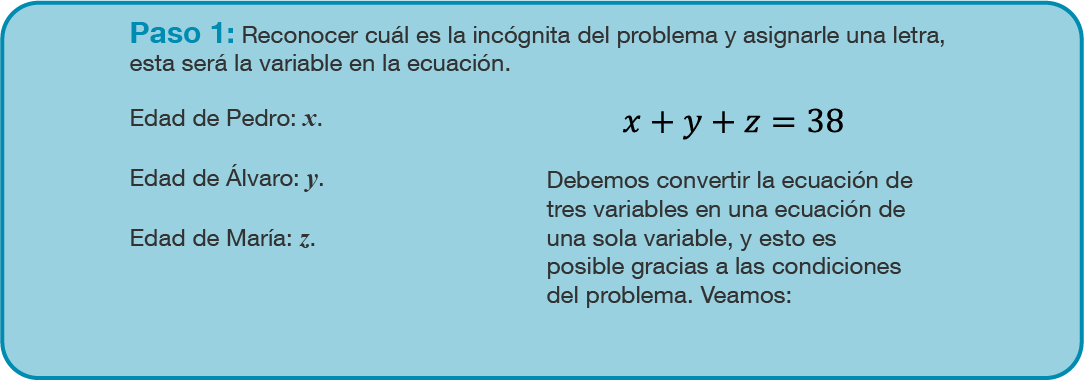 Paso 1: Reconocer cuál es la incógnita del problema y asignarle una letra,
esta será la variable en la ecuación.
Edad de Pedro: x.
Edad de Álvaro: y.
Edad de María: z.
x + y + z = 38
Debemos convertir la ecuación de
tres variables en una ecuación de
una sola variable, y esto es
posible gracias a las condiciones
del problema. Veamos: